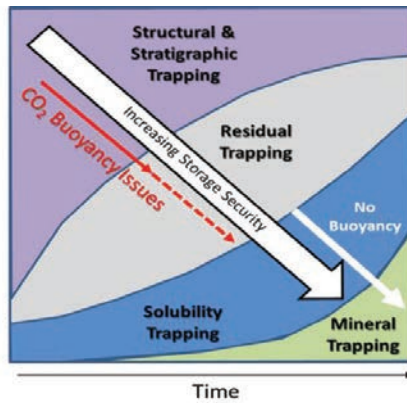 Structural &
Stratigraphic
Trapping
CO2 Buoyancy Issues
Increasing Storage Security
Residual
Trapping
No
Buoyancy
Solubility
Trapping
Mineral
Trapping
Time